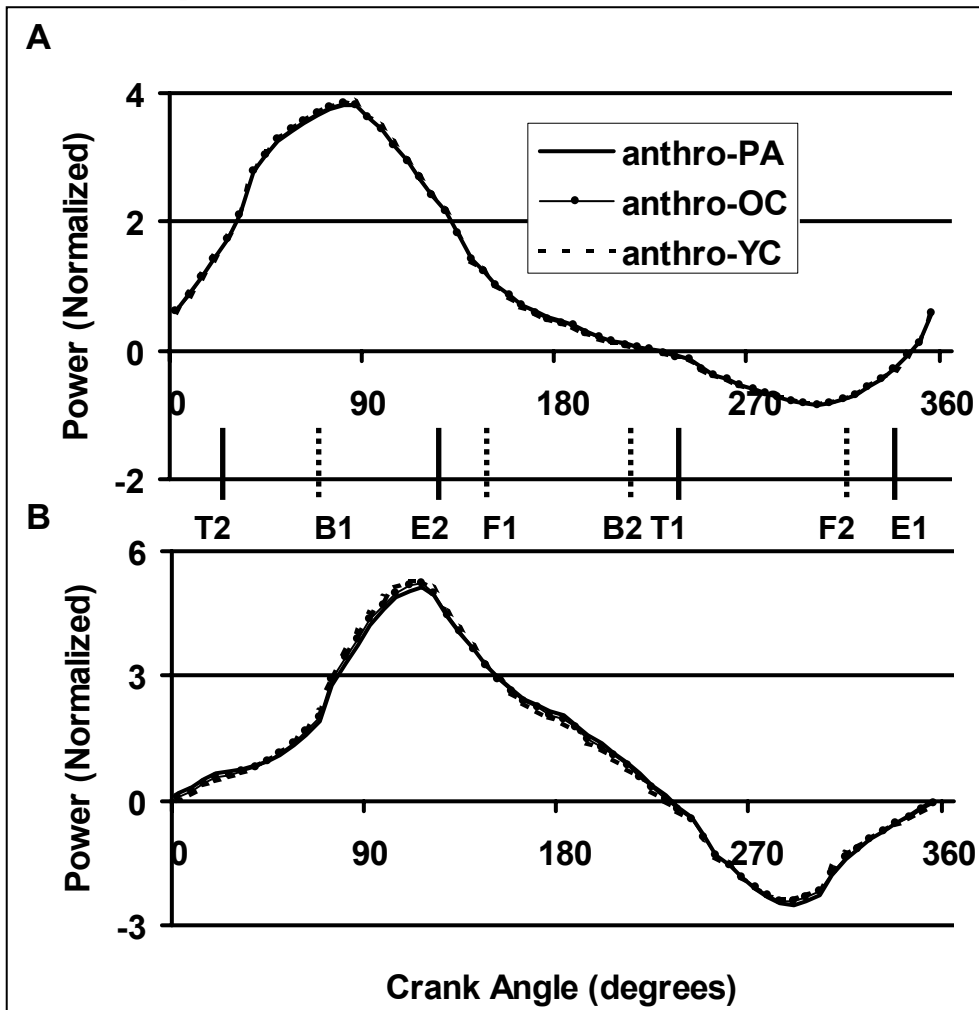 A
Power (Normalized)
4
2
0
-2
anthro-PA
anthro-OC
anthro-YC
0 90 180 270 360
T2 B1 E2 F1 B2 T1 F2 E1
B
Power (Normalized)
6
3
0
-3
0 90 180 270 360
Crank Angle (degrees)